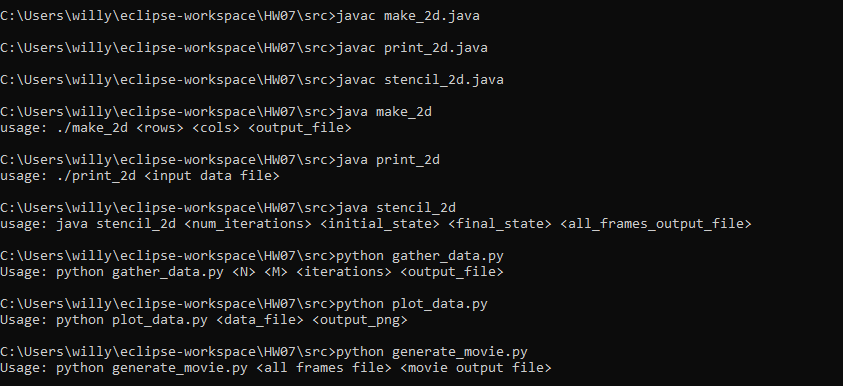 C:\Users\willy\eclipse-workspace\HW07\src>javac make_2d.java
C:\Users\willy\eclipse-workspace\HW07\src>javac print_2d.java
C:\Users\willy\eclipse-workspace\HW07\src>javac stencil_2d.java
C:\Users\willy\eclipse-workspace\HW07\src>java make_2d
usage: ./make_2d <rows> <cols> <output_file>
C:\Users\willy\eclipse-workspace\HW07\src>java print_2d
usage: ./print_2d <input data file>
C:\Users\willy\eclipse-workspace\HW07\src>java stencil_2d
usage: java stencil_2d <num_iterations> <initial_state> <final_state> <all_frames_output_file>
C:\Users\willy\eclipse-workspace\HW07\src>python gather_data.py
Usage: python gather_data.py <N> <M> <iterations> <output_file>
C:\Users\willy\eclipse-workspace\HW07\src>python plot_data.py
Usage: python plot_data.py <data_file> <output_png>
C:\Users\willy\eclipse-workspace\HW07\src>python generate_movie.py
Usage: python generate_movie.py <all frames file> <movie output file>